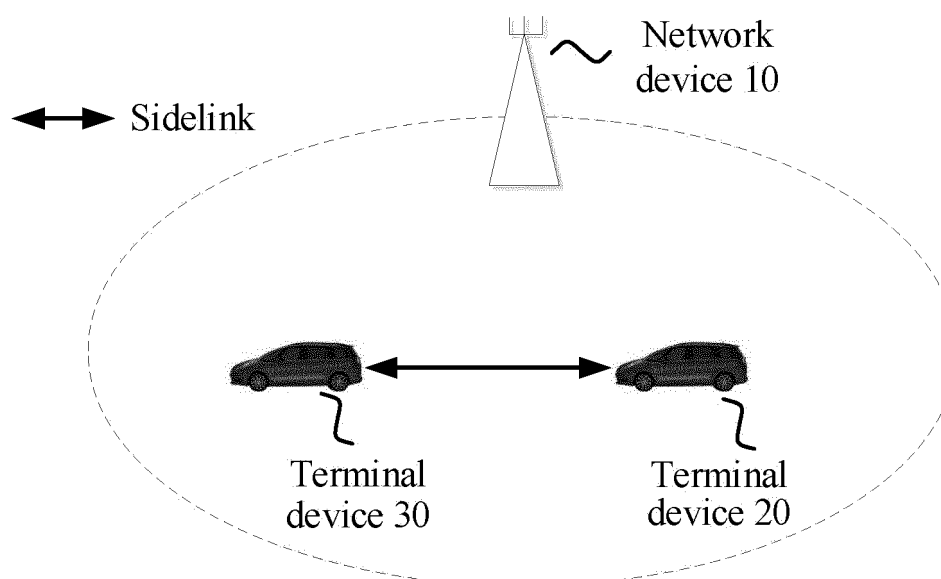 Network
device 10
Sidelink
Terminal
device 30
Terminal
device 20